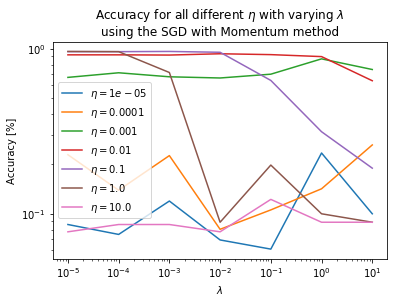 Accuracy for all different η with varying λ
using the SGD with Momentum method
Accuracy [%]
10⁰
10⁻¹
η = 1e − 05
η = 0.0001
η = 0.001
η = 0.01
η = 0.1
η = 1.0
η = 10.0
10⁻⁵ 10⁻⁴ 10⁻³ 10⁻² 10⁻¹ 10⁰ 10¹
λ